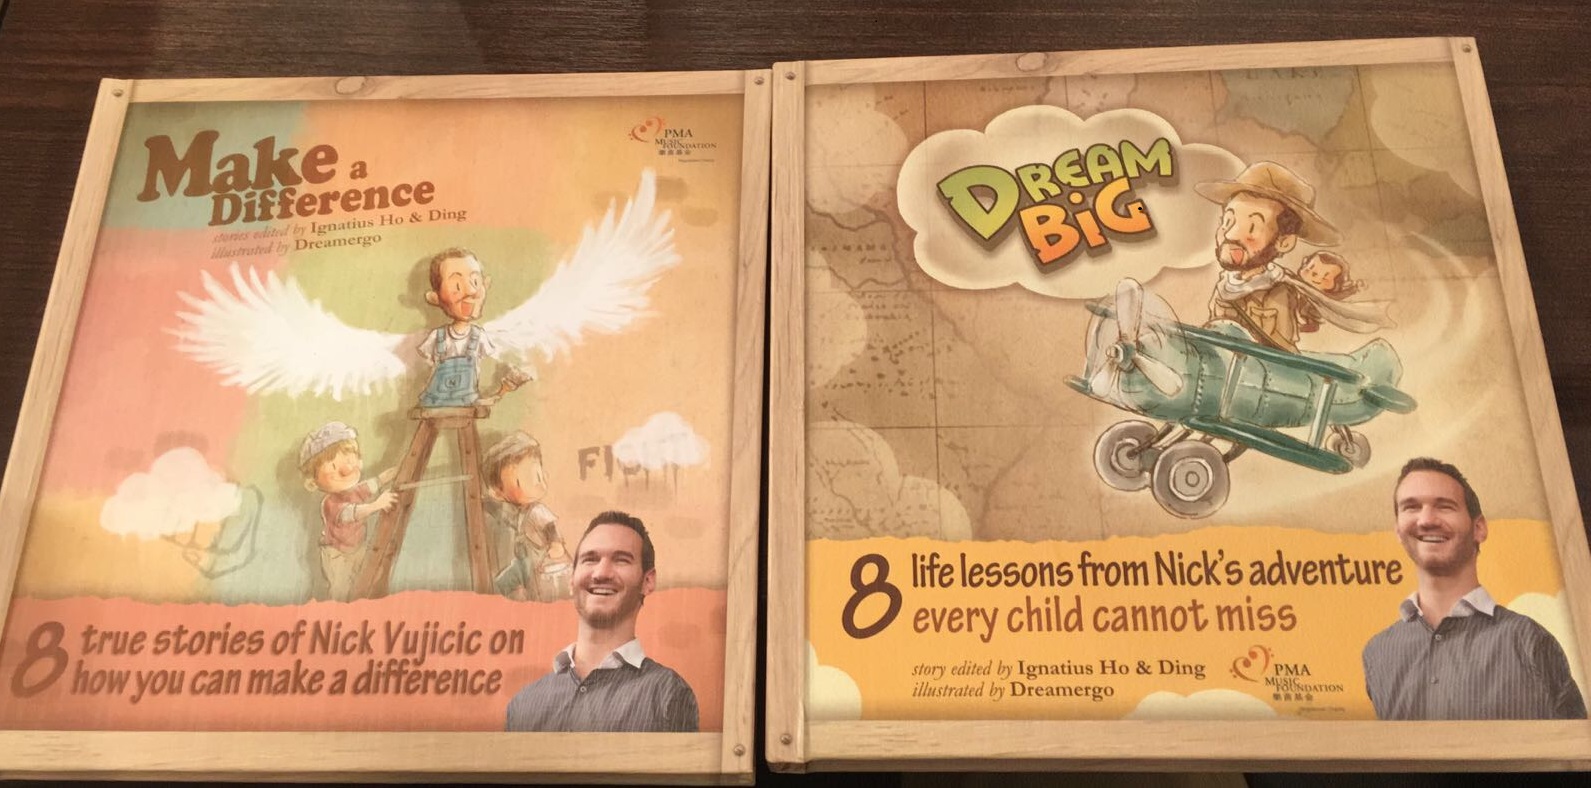 Make a
Difference
stories edited by Ignatius Ho & Ding
illustrated by Dreamergo
PMA
MUSIC
FOUNDATION
8 true stories of Nick Vujicic on
how you can make a difference
DREAM
BiG
8 life lessons from Nick's adventure
every child cannot miss
story edited by Ignatius Ho & Ding
illustrated by Dreamergo
PMA
MUSIC
FOUNDATION